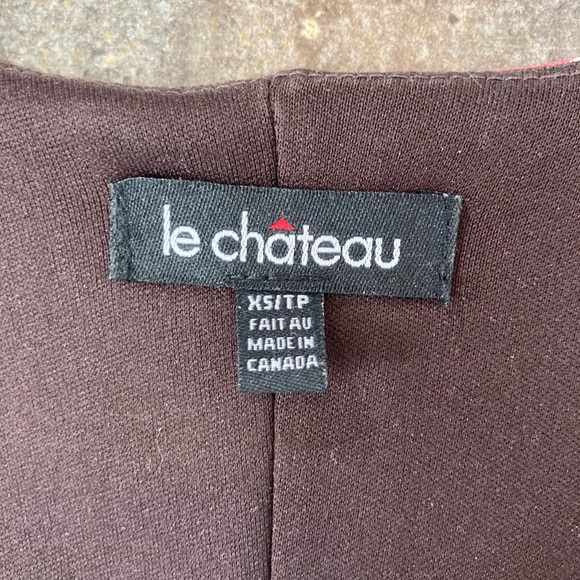 le château
XS/TP
FAIT AU
MADE IN
CANADA